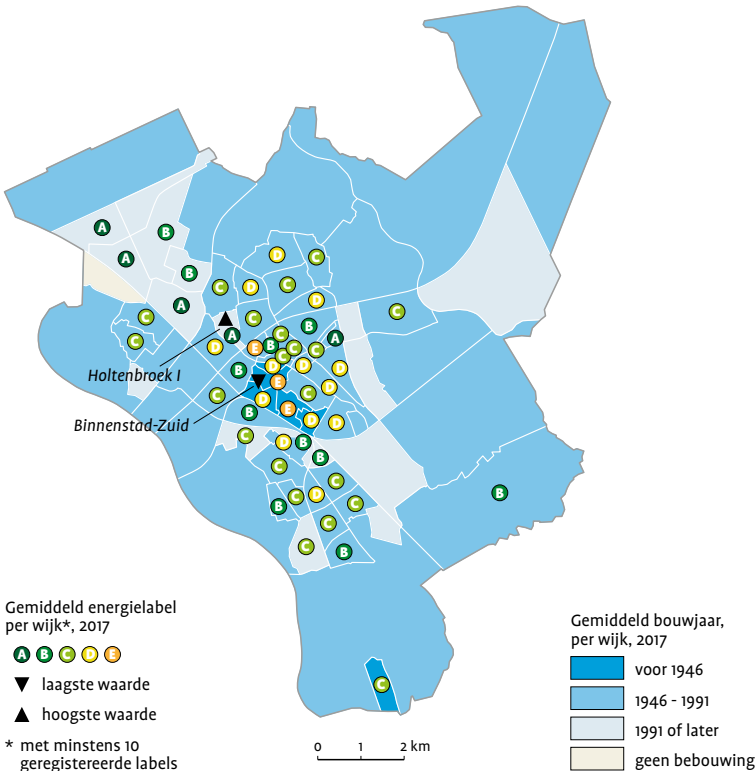 A
B
A
B
A
D
C
C
D
C
D
C
C
C
C
D
A
E
B
C
C
C
B
C
A
D
D
D
B
E
C
D
C
D
B
E
D
D
C
D
B
B
C
C
D
C
B
C
C
C
B
B
C
Holtenbroek I
Binnenstad-Zuid
Gemiddeld energielabel
per wijk*, 2017
A B C D E
laagste waarde
hoogste waarde
* met minstens 10
geregistereerde labels
0 1 2 km
Gemiddeld bouwjaar,
per wijk, 2017
voor 1946
1946 - 1991
1991 of later
geen bebouwing